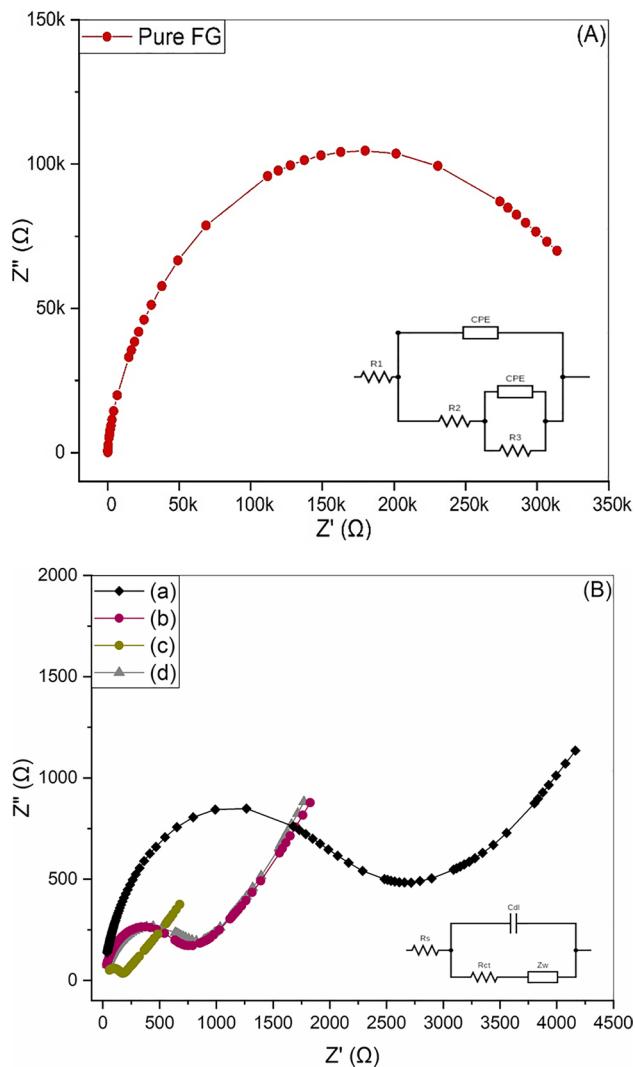 150k
Pure FG
(A)
100k
50k
0
Z" (Ω)
CPE
R1
CPE
R2
R3
0 50k 100k 150k 200k 250k 300k 350k
Z' (Ω)
2000
(a)
(b)
(c)
(d)
(B)
1500
1000
500
0
Z" (Ω)
Cdl
Rs
Rct
Zw
0 500 1000 1500 2000 2500 3000 3500 4000 4500
Z' (Ω)